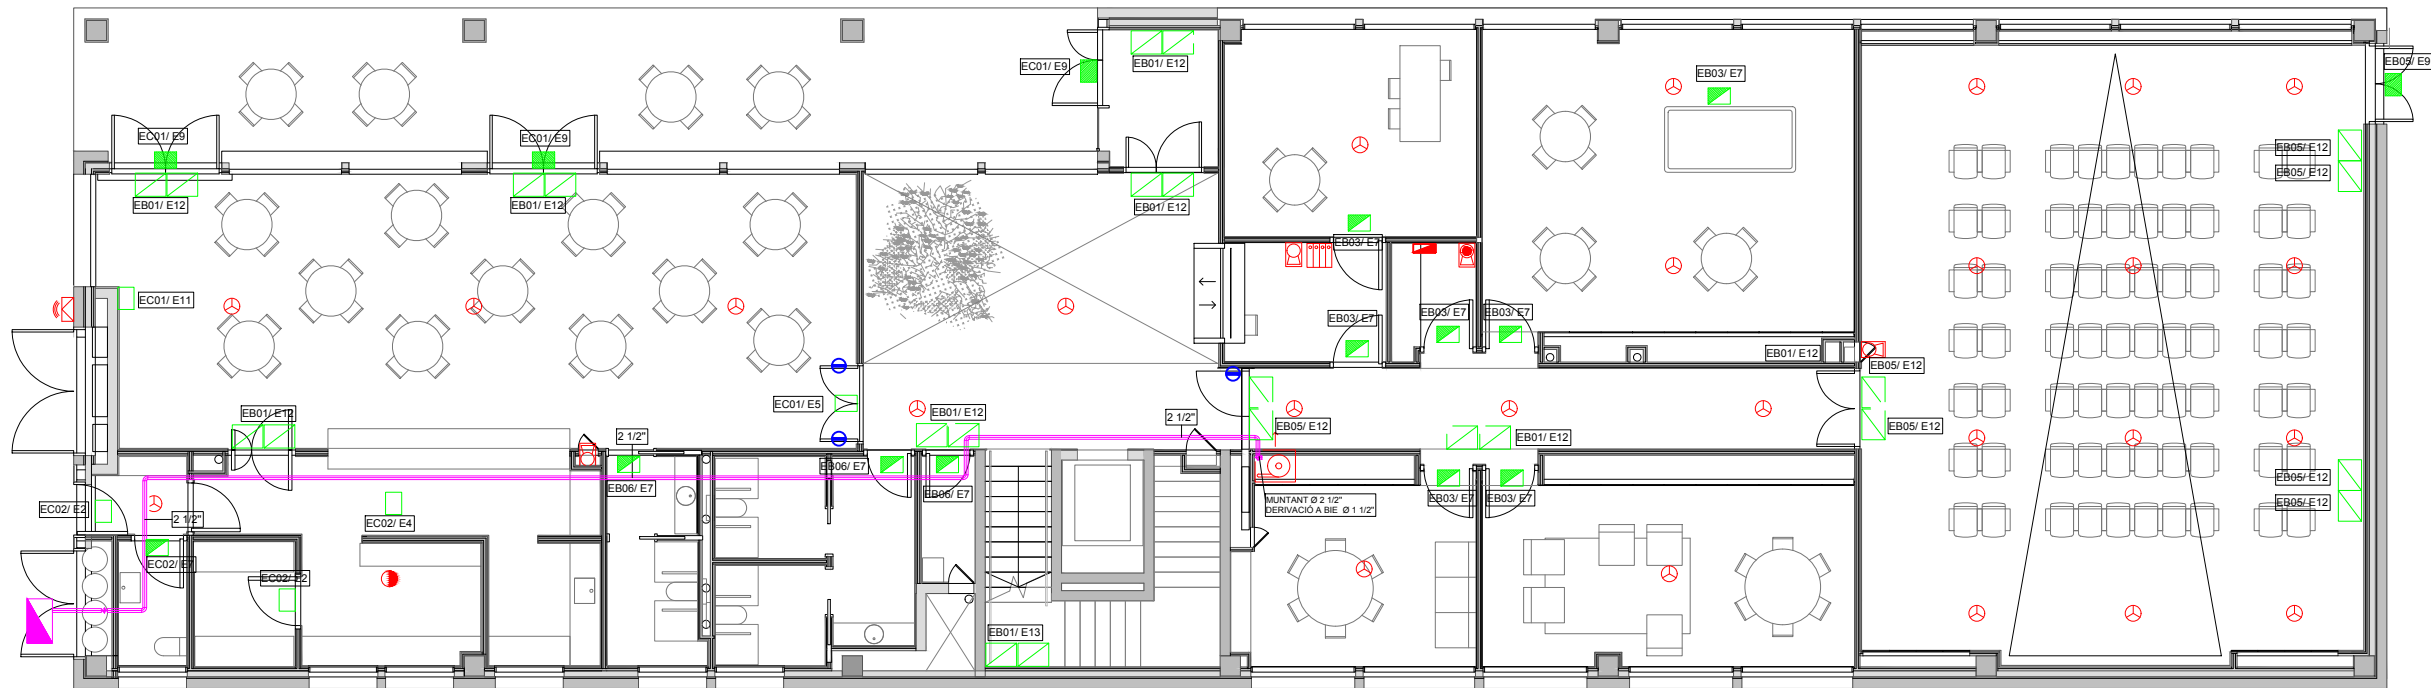 EC01/ E9
EB01/ E12
EB03/ E7
EB05/ E9
EC01/ E9
EC01/ E9
EB05/ E12
EB05/ E12
EB01/ E12
EB01/ E12
EB01/ E12
EB03/ E7
EC01/ E11
EB03/ E7
EB03/ E7
EB03/ E7
EB01/ E12
EB05/ E12
EC01/ E5
EB01/ E12
EB01/ E12
2 1/2"
EB05/ E12
EB05/ E12
2 1/2"
EB01/ E12
EB06/ E7
EB06/ E7
EB06/ E7
EB03/ E7
EB03/ E7
EB05/ E12
EB05/ E12
MUNTANT Ø 2 1/2"
DERIVACIÓ A BIE Ø 1 1/2"
EC02/ E2
2 1/2"
EC02/ E4
EC02/ E7
EC02/ E2
EB01/ E13